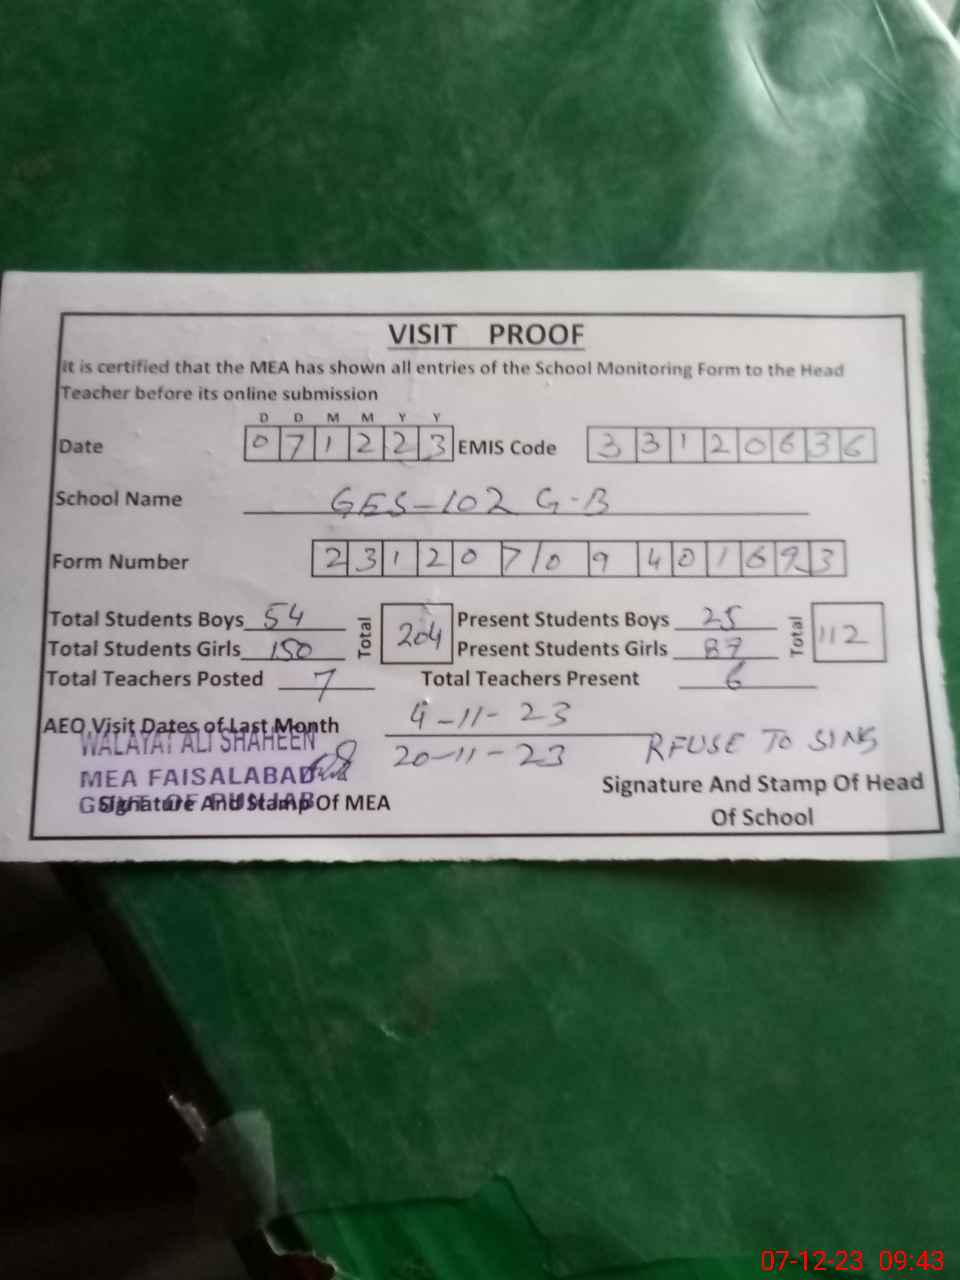 VISIT PROOF
It is certified that the MEA has shown all entries of the School Monitoring Form to the Head
Teacher before its online submission
D D M M Y Y
Date 0 7 1 2 2 3 EMIS Code 3 3 1 2 0 6 3 6
School Name GES-102 G-B
Form Number 2 3 1 2 0 7 0 9 4 0 1 6 9 3
Total Students Boys 54 Total 204 Present Students Boys 25 Total 112
Total Students Girls 150 Present Students Girls 87
Total Teachers Posted 7 Total Teachers Present 6
AEO Visit Dates of Last Month 4-11-23
20-11-23 RFUSE TO SING
WALAYAT ALI SHAHEEN
MEA FAISALABAD
GOVT OF PUNJAB
Signature And Stamp Of MEA
Signature And Stamp Of Head
Of School
07-12-23 09:43